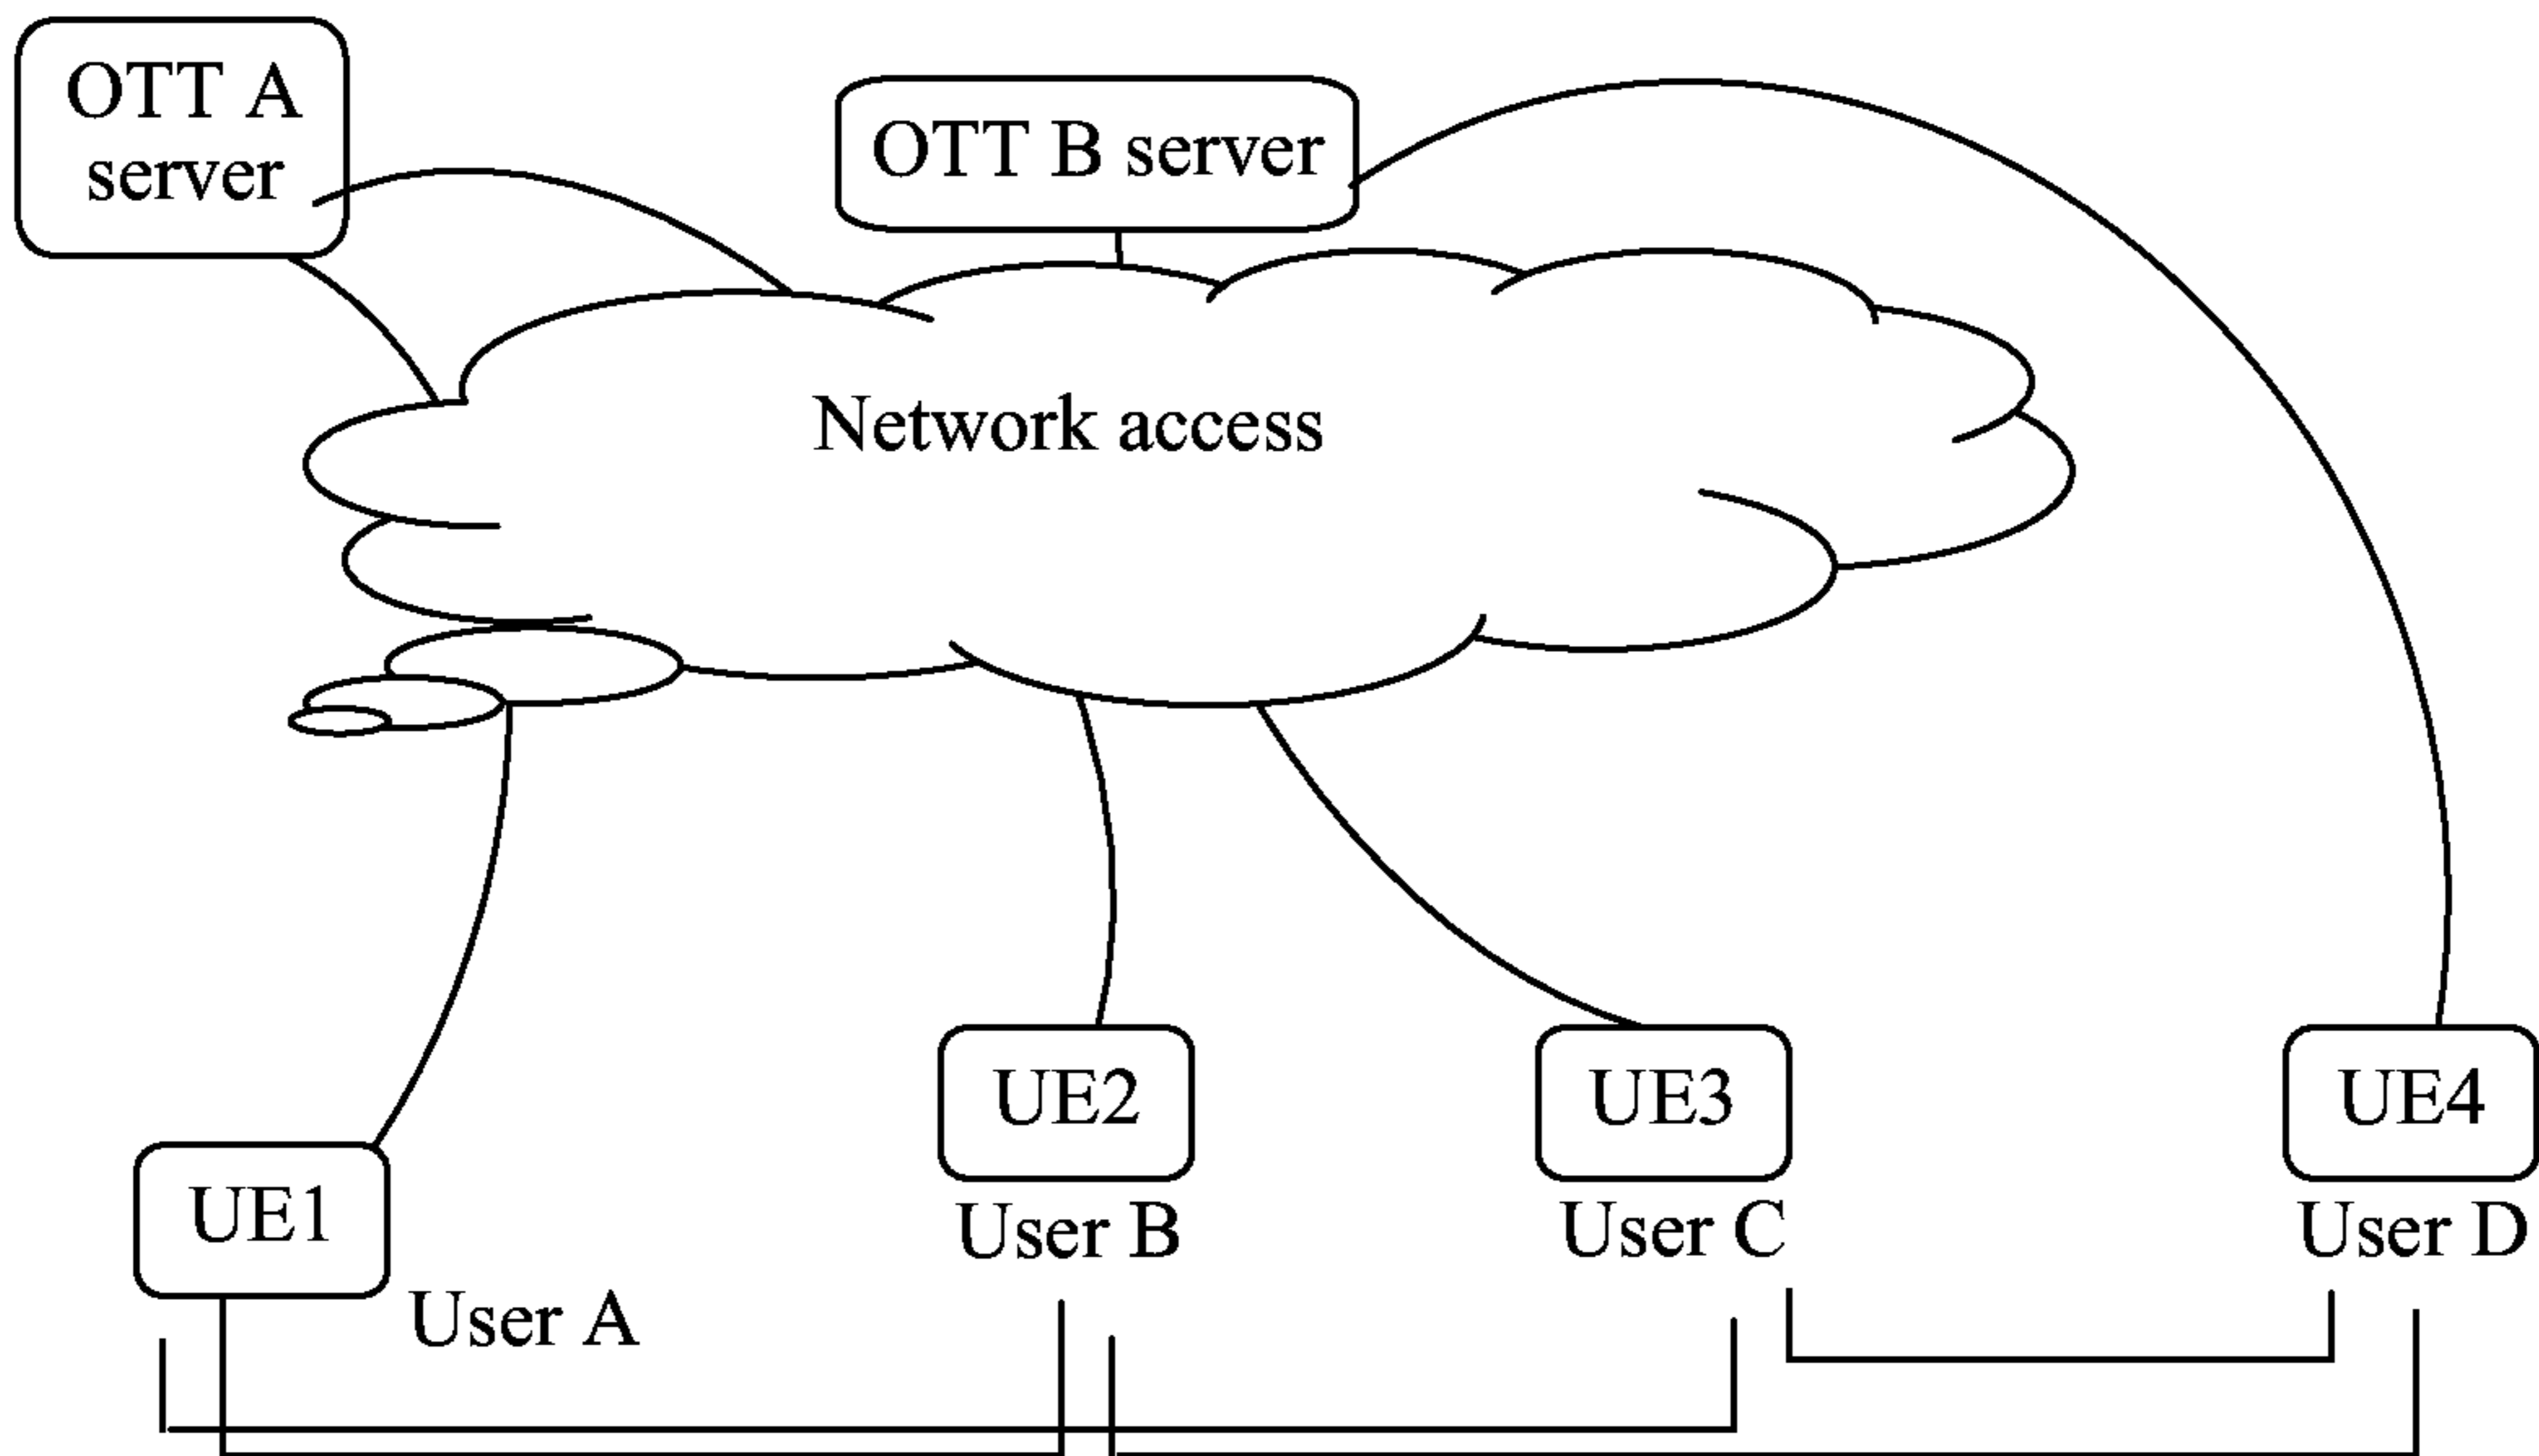 OTT A
server
OTT B server
Network access
UE1
User A
UE2
User B
UE3
User C
UE4
User D